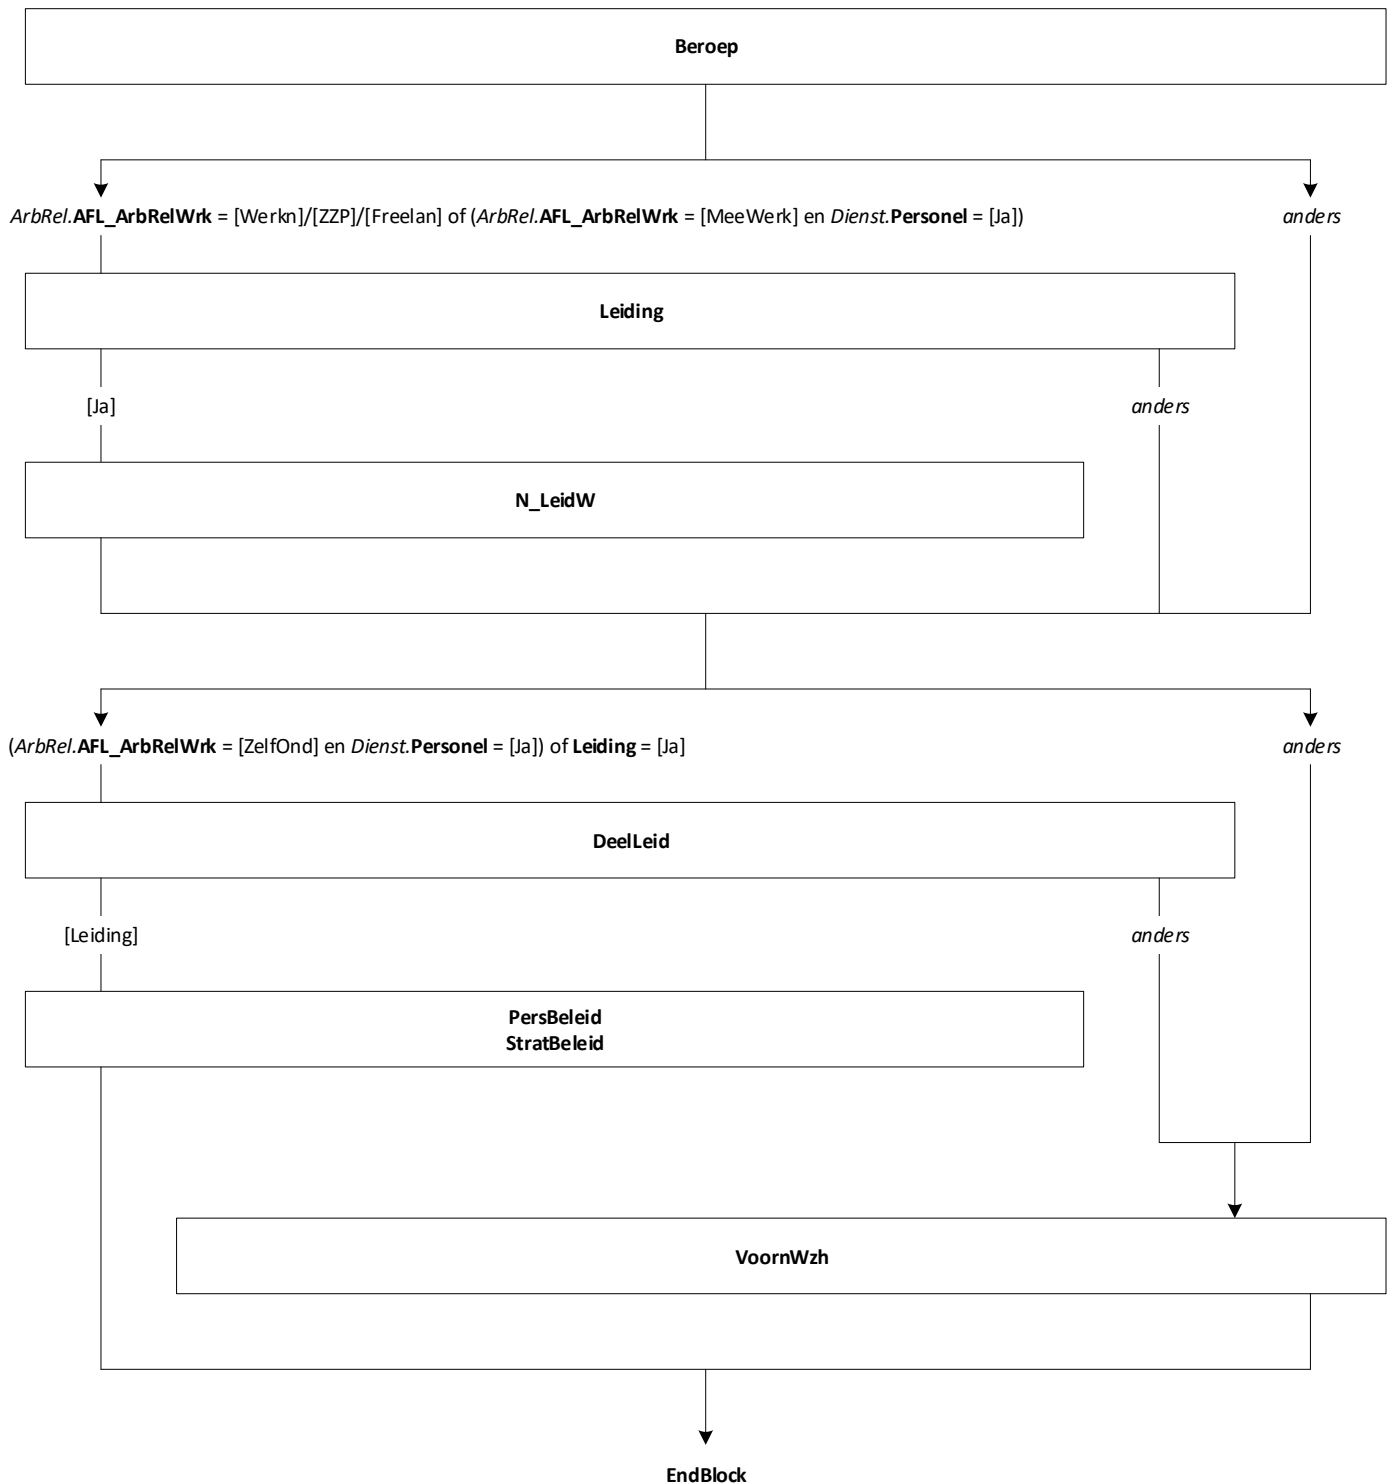 Beroep
ArbRel.AFL_ArbRelWrk = [Werkn]/[ZZP]/[Freelan] of (ArbRel.AFL_ArbRelWrk = [MeeWerk] en Dienst.Personel = [Ja])
anders
Leiding
[Ja]
anders
N_LeidW
(ArbRel.AFL_ArbRelWrk = [ZelfOnd] en Dienst.Personel = [Ja]) of Leiding = [Ja]
anders
DeelLeid
[Leiding]
anders
PersBeleid
StratBeleid
VoornWzh
EndBlock